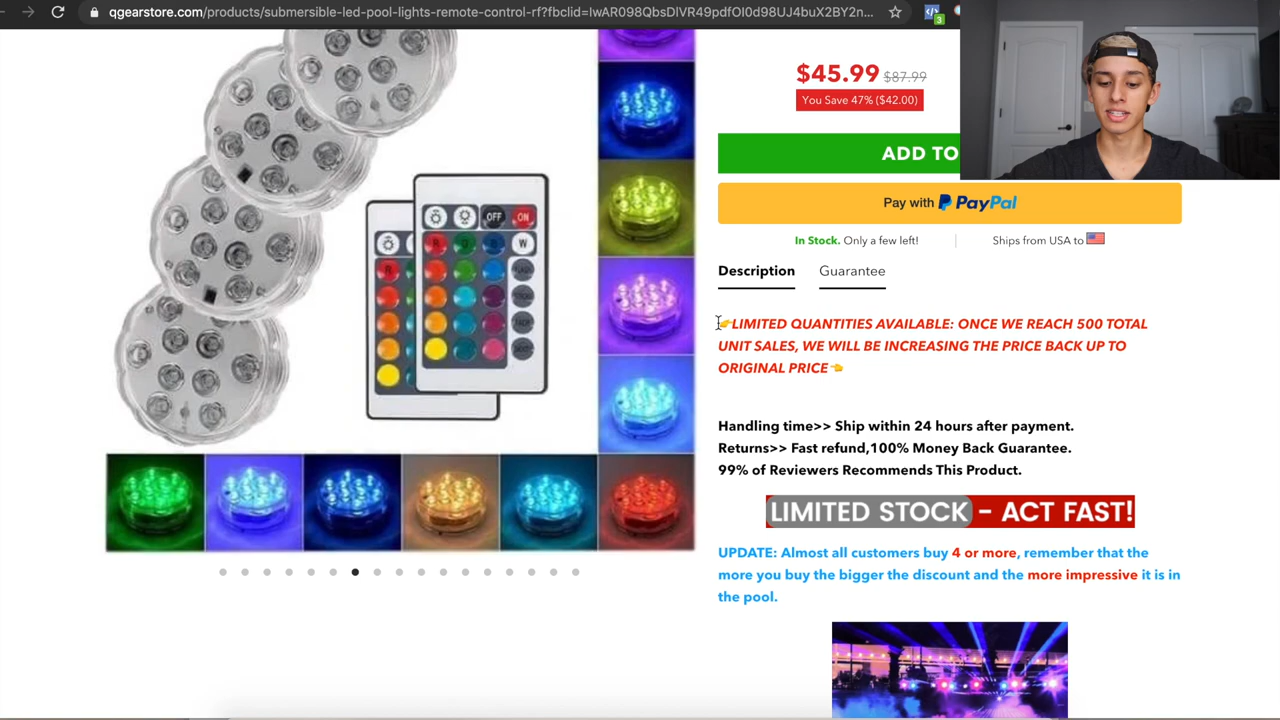 qgearstore.com/products/submersible-led-pool-lights-remote-control-rf?fbclid=IwAR098QbsDlVR49pdfOI0d98UJ4buX2BY2n...
3
$45.99 $87.99
You Save 47% ($42.00)
ADD TO
Pay with PayPal
In Stock. Only a few left!
Ships from USA to
Description
Guarantee
👉LIMITED QUANTITIES AVAILABLE: ONCE WE REACH 500 TOTAL
UNIT SALES, WE WILL BE INCREASING THE PRICE BACK UP TO
ORIGINAL PRICE👈
Handling time>> Ship within 24 hours after payment.
Returns>> Fast refund,100% Money Back Guarantee.
99% of Reviewers Recommends This Product.
LIMITED STOCK - ACT FAST!
UPDATE: Almost all customers buy 4 or more, remember that the
more you buy the bigger the discount and the more impressive it is in
the pool.
OFF ON
R G B W
R